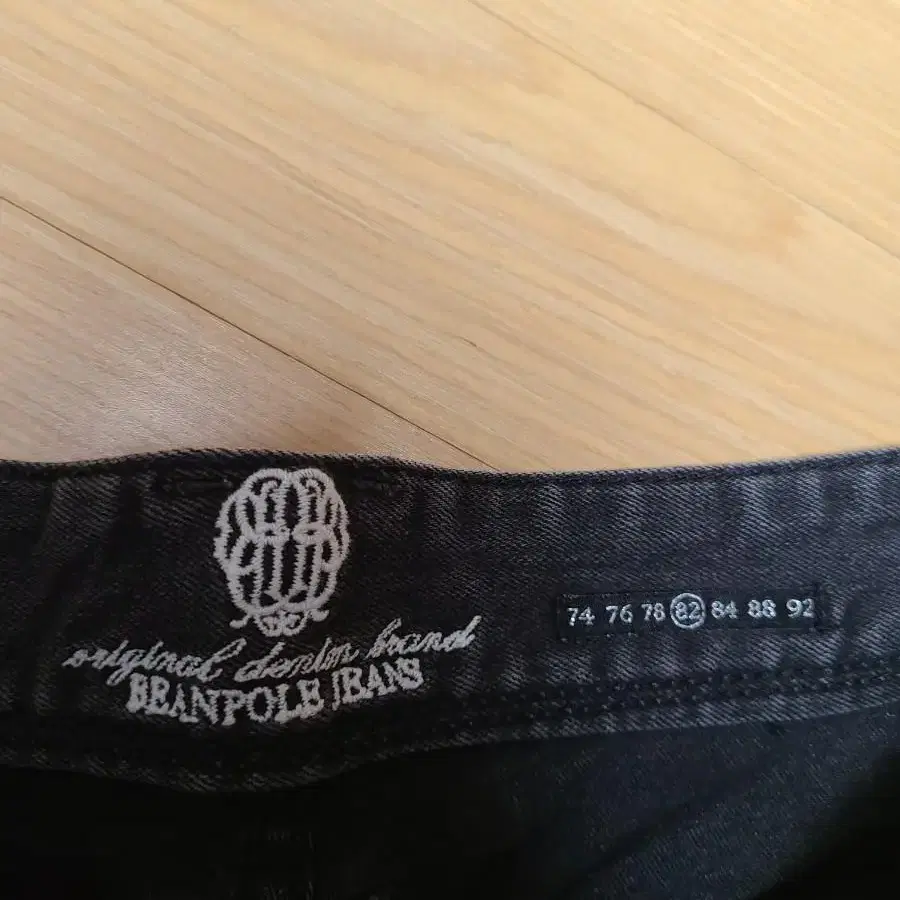 original denim brand
BEANPOLE JEANS
74 76 78 82 84 88 92